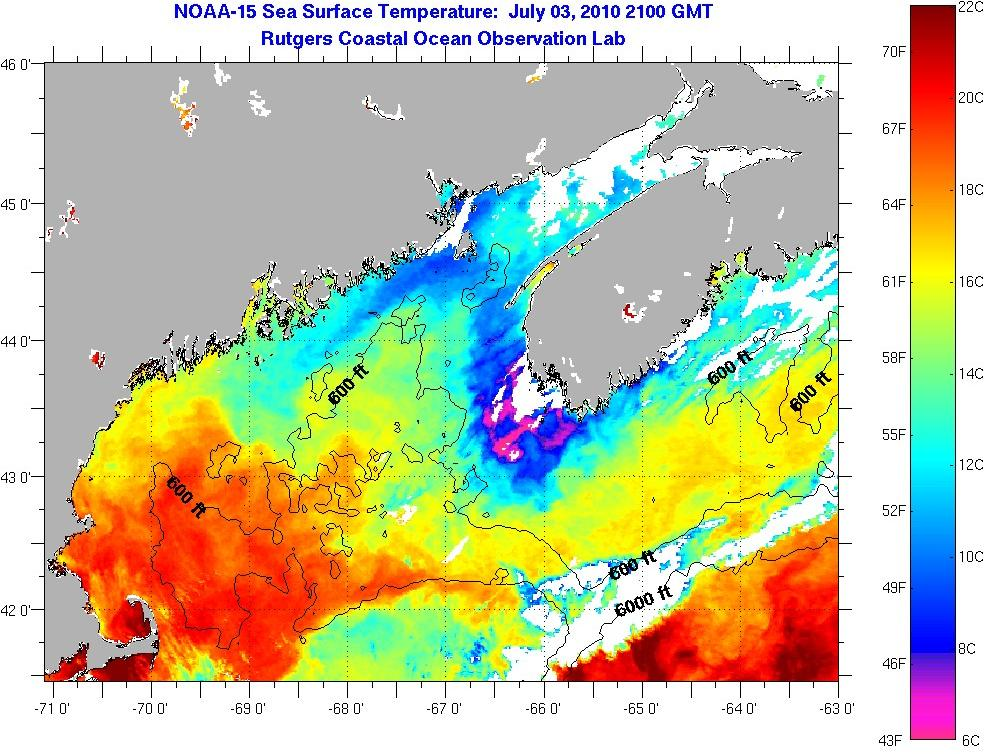 NOAA-15 Sea Surface Temperature: July 03, 2010 2100 GMT
Rutgers Coastal Ocean Observation Lab
22C
70F
20C
67F
18C
64F
61F
16C
58F
14C
55F
12C
52F
10C
49F
8C
46F
43F
6C
46 0'
45 0'
44 0'
43 0'
42 0'
600 ft
600 ft
600 ft
600 ft
600 ft
6000 ft
-71 0'
-70 0'
-69 0'
-68 0'
-67 0'
-66 0'
-65 0'
-64 0'
-63 0'